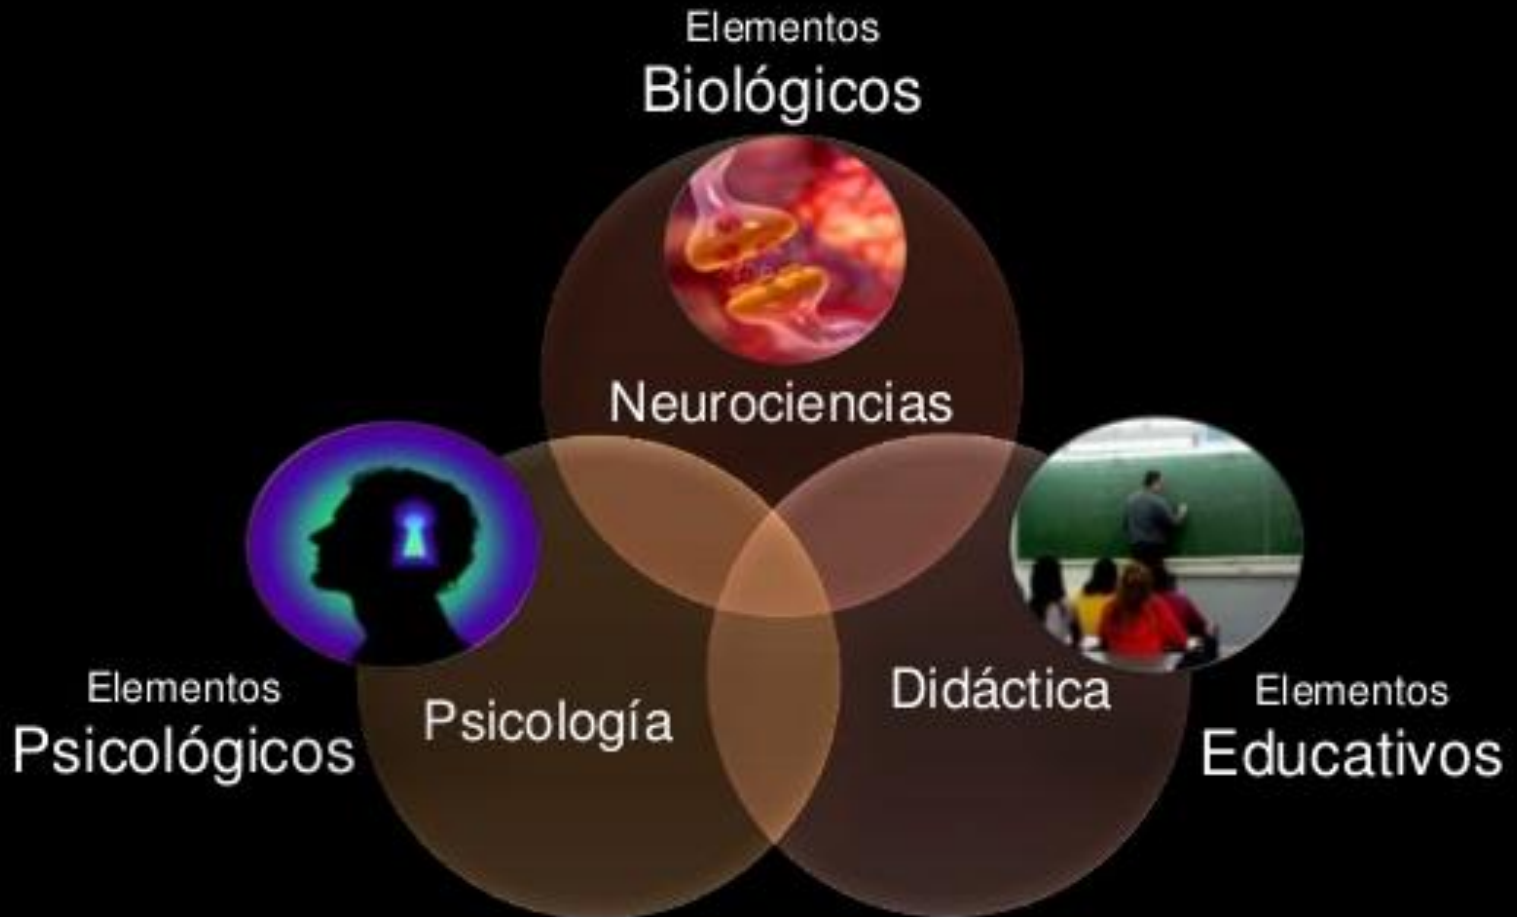 Elementos
Biológicos
Neurociencias
Elementos
Psicológicos
Psicología
Didáctica
Elementos
Educativos